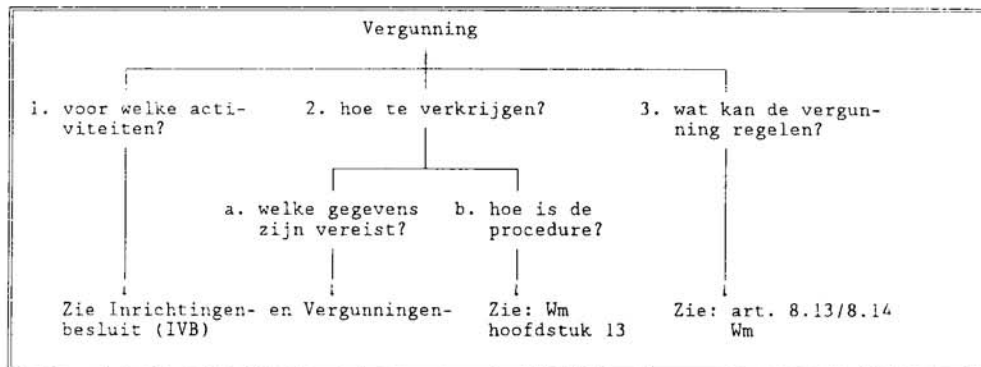 Vergunning
1. voor welke acti-
viteiten?
2. hoe te verkrijgen?
3. wat kan de vergun-
ning regelen?
a. welke gegevens
zijn vereist?
b. hoe is de
procedure?
Zie Inrichtingen- en Vergunningen-
besluit (IVB)
Zie: Wm
hoofdstuk 13
Zie: art. 8.13/8.14
Wm